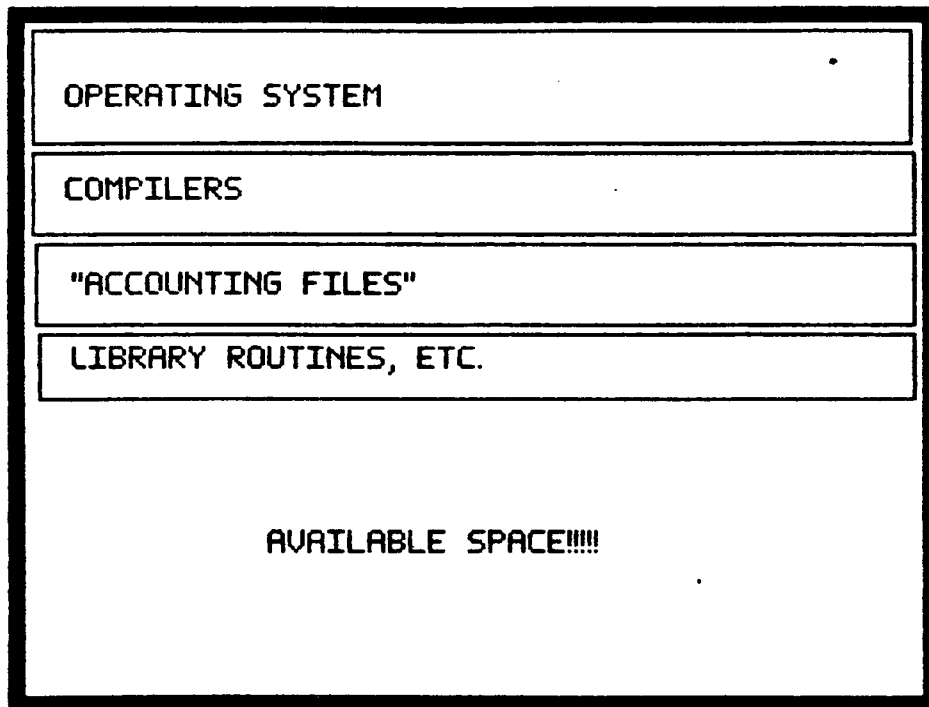 OPERATING SYSTEM
COMPILERS
"ACCOUNTING FILES"
LIBRARY ROUTINES, ETC.
AVAILABLE SPACE!!!!!